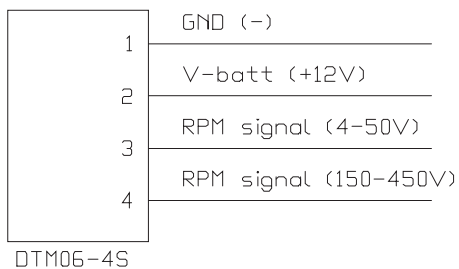 GND (-)
1
V-batt (+12V)
2
RPM signal (4-50V)
3
RPM signal (150-450V)
4
DTM06-4S